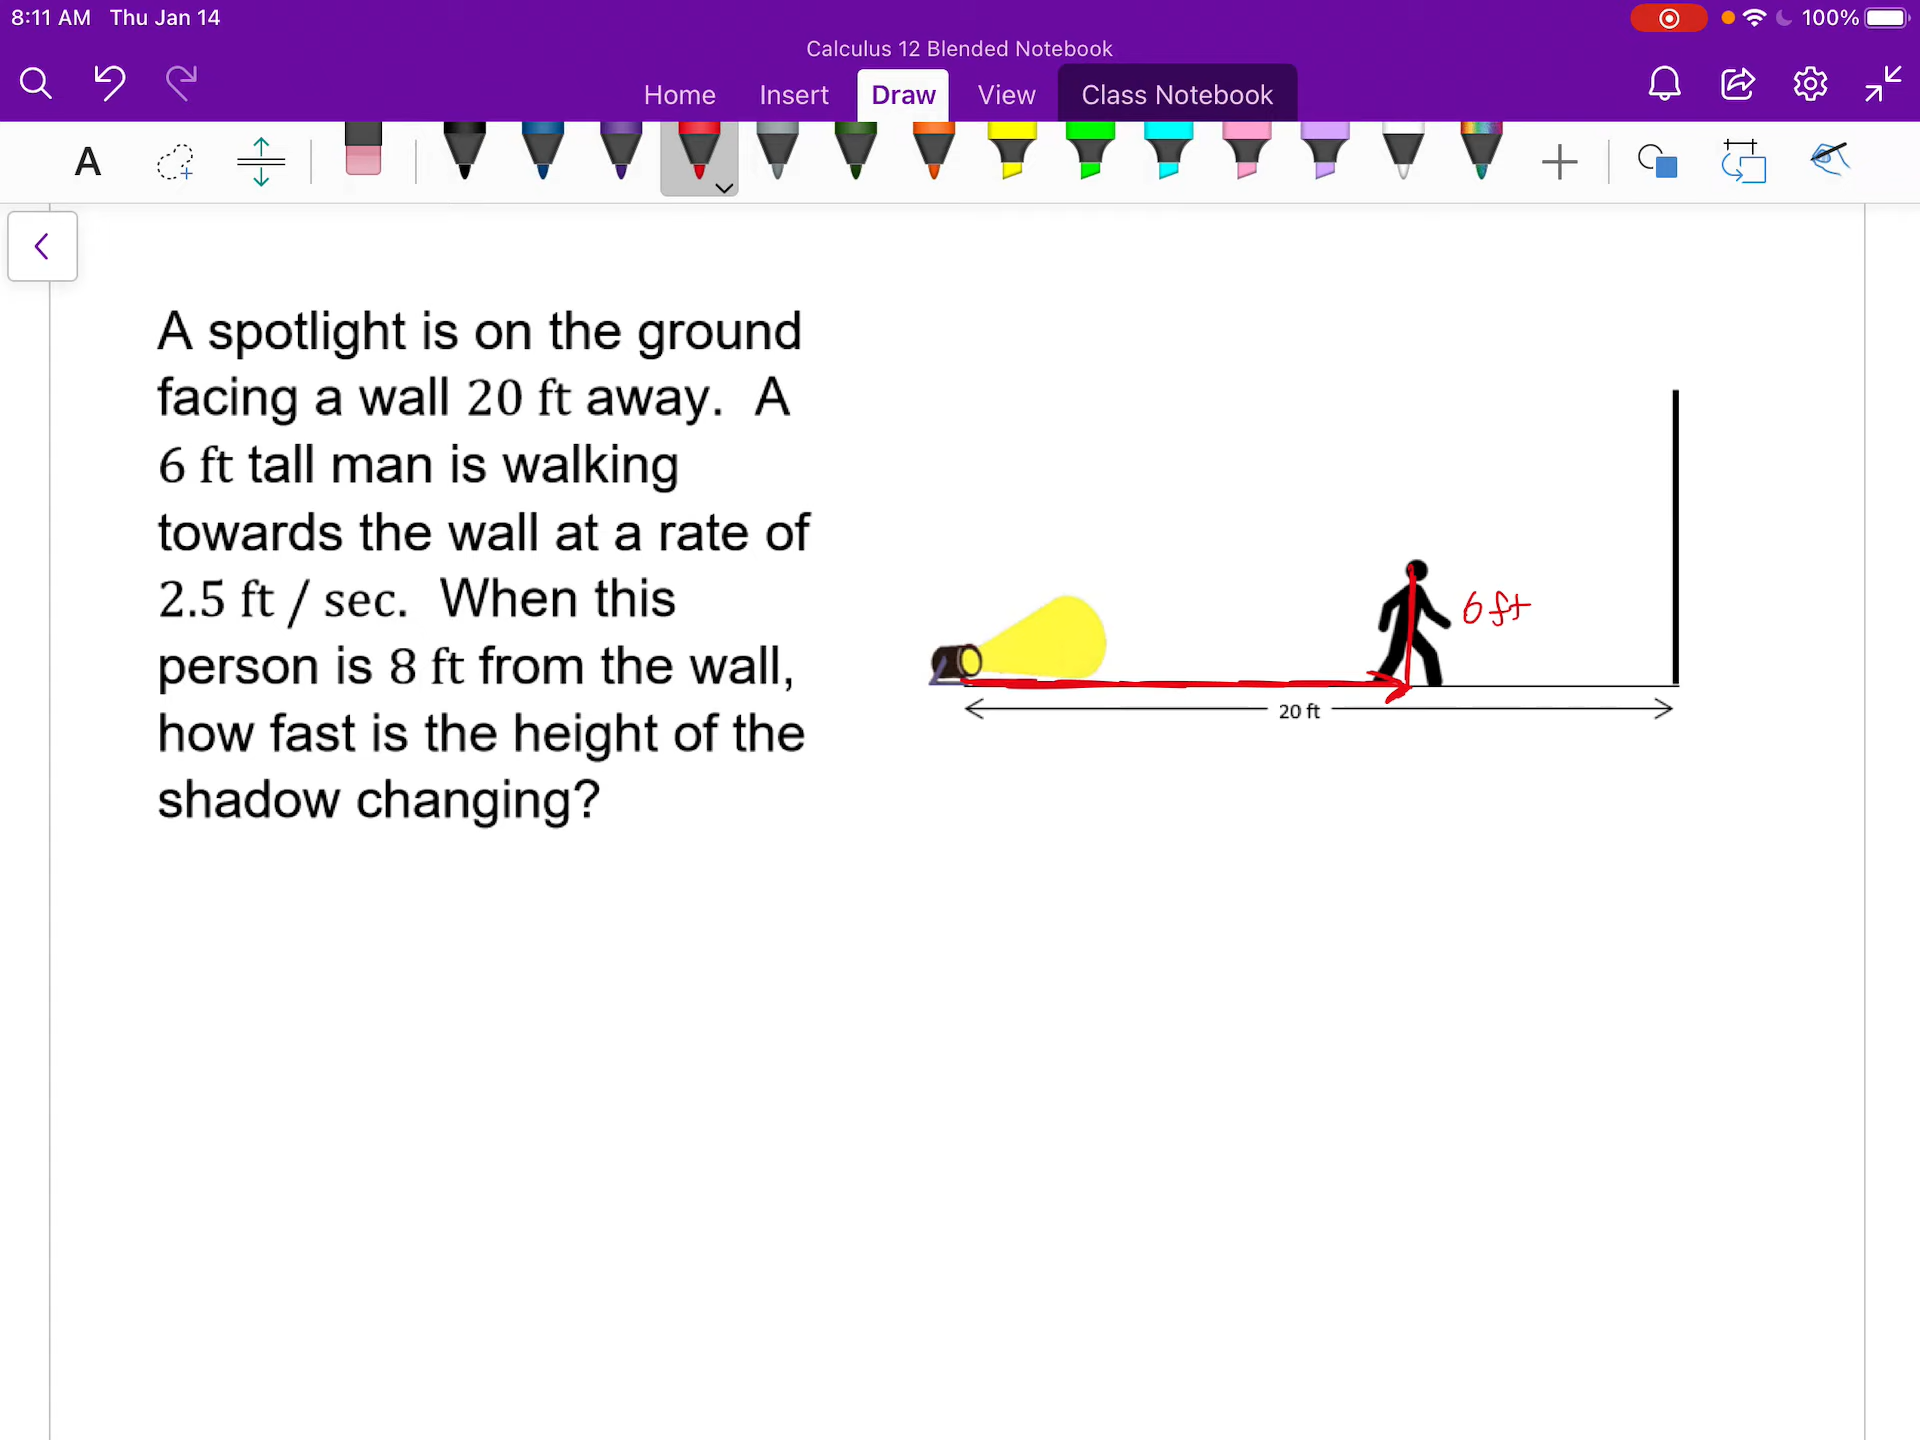 8:11 AM Thu Jan 14
100%
Calculus 12 Blended Notebook
Home Insert Draw View Class Notebook
A
A spotlight is on the ground
facing a wall 20 ft away. A
6 ft tall man is walking
towards the wall at a rate of
2.5 ft / sec. When this
person is 8 ft from the wall,
how fast is the height of the
shadow changing?
6 ft
20 ft